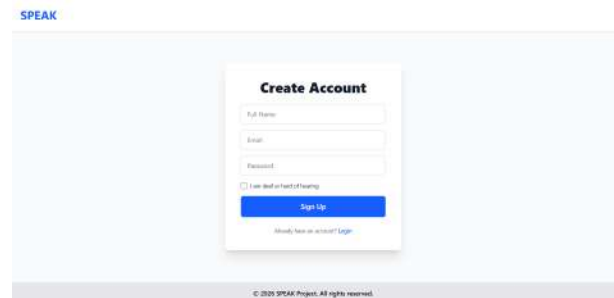 SPEAK
Create Account
Full Name
Email
Password
I am deaf or hard of hearing
Sign Up
Already have an account? Login
© 2026 SPEAK Project. All rights reserved.